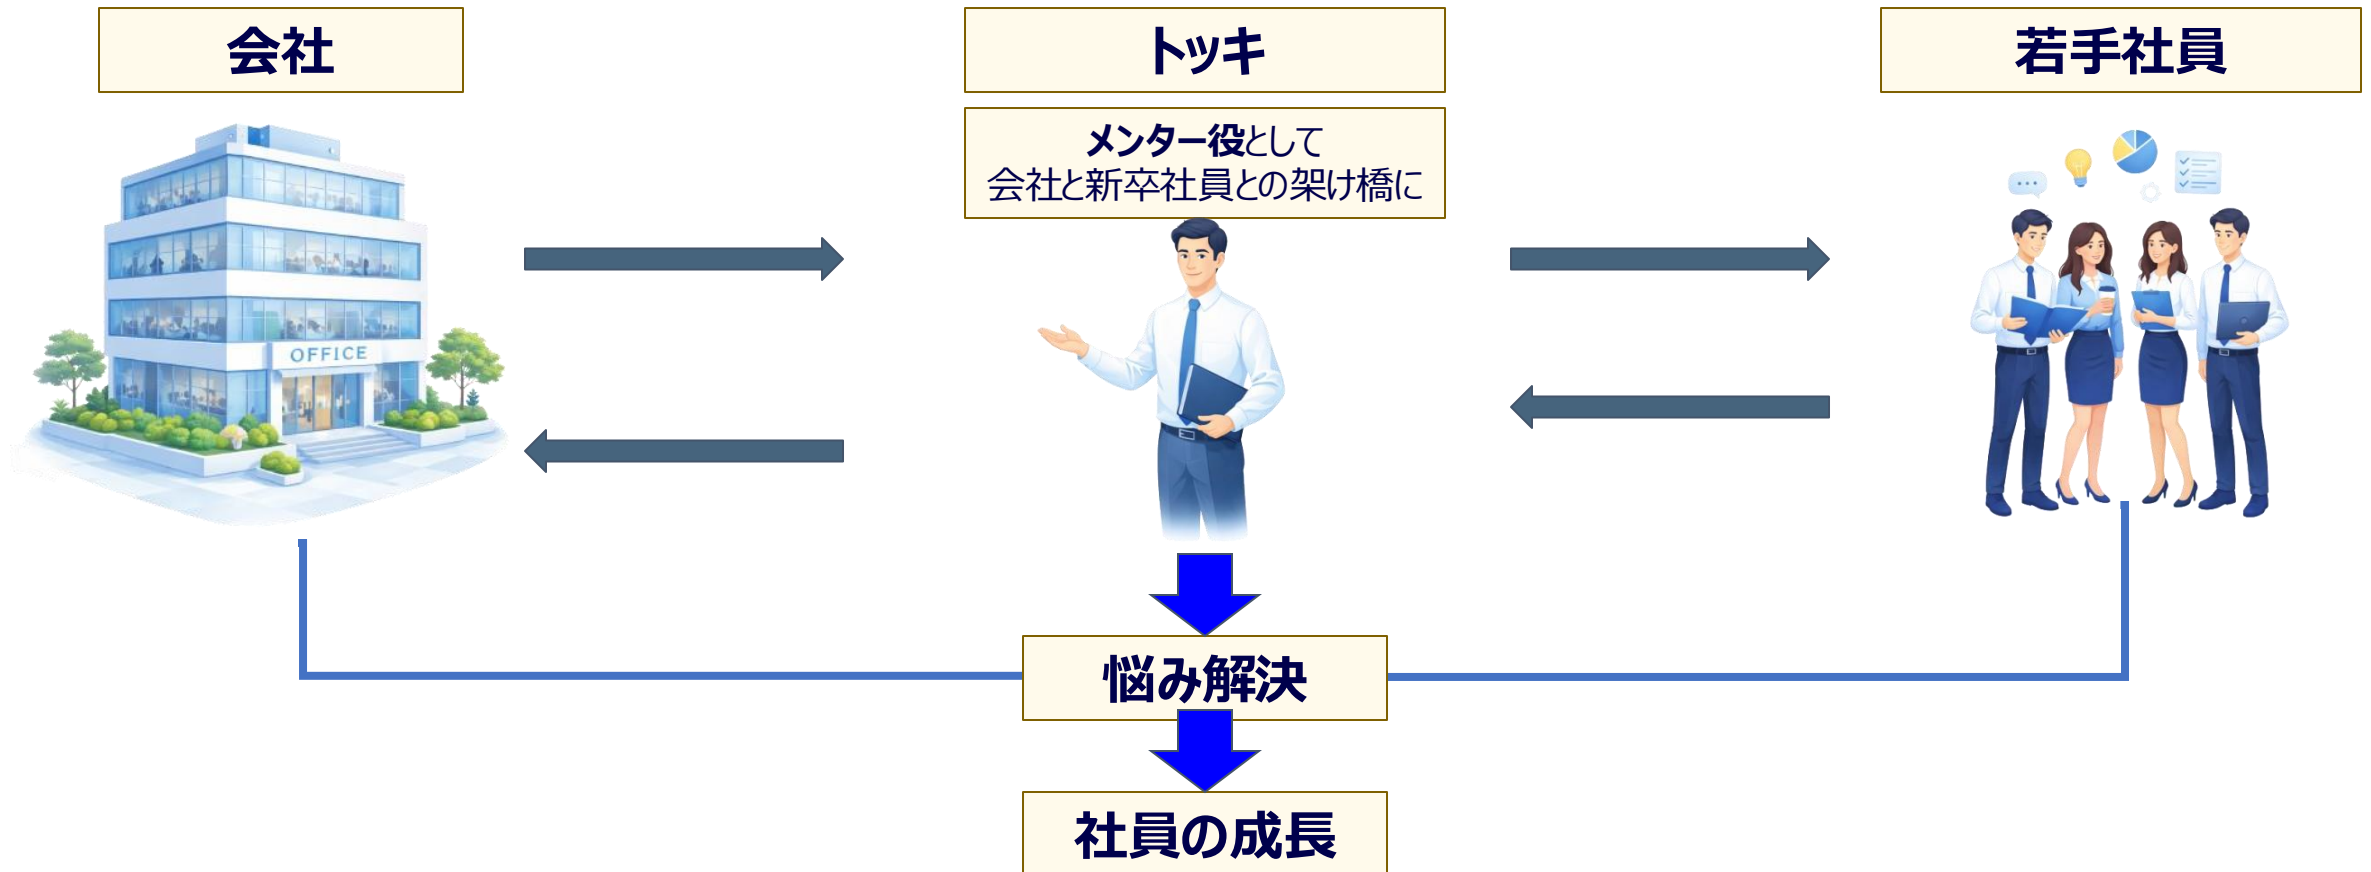 会社
トッキ
若手社員
メンター役として
会社と新卒社員との架け橋に
OFFICE
悩み解決
社員の成長